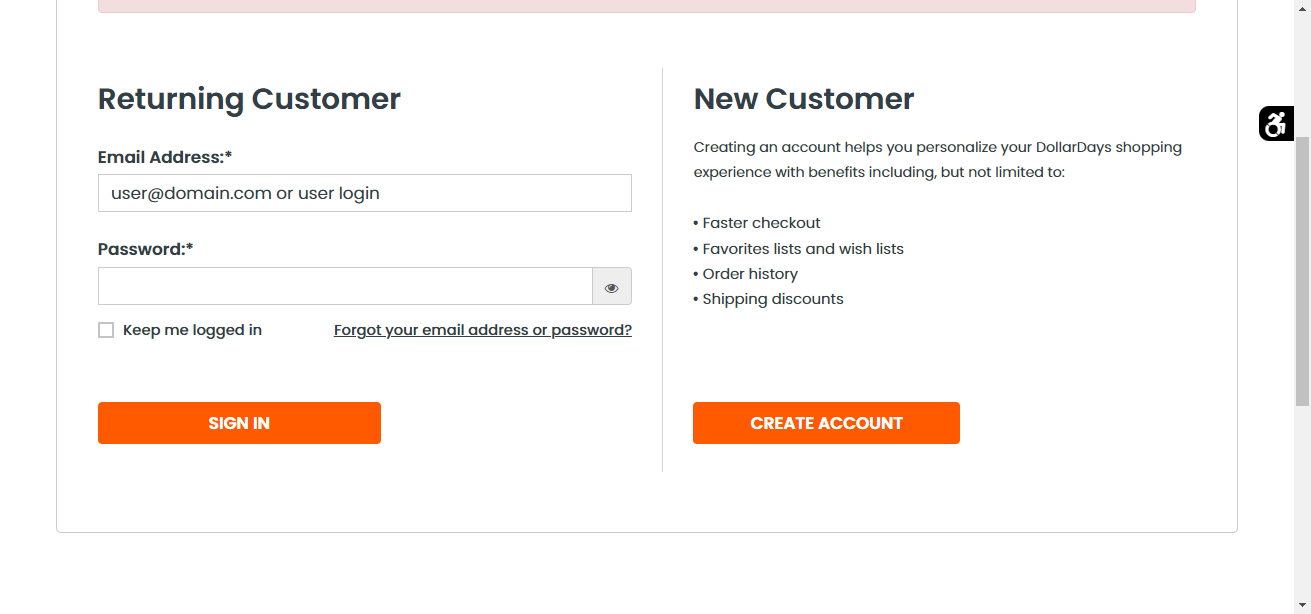 Returning Customer
Email Address:*
user@domain.com or user login
Password:*
Keep me logged in
Forgot your email address or password?
SIGN IN
New Customer
Creating an account helps you personalize your DollarDays shopping
experience with benefits including, but not limited to:
• Faster checkout
• Favorites lists and wish lists
• Order history
• Shipping discounts
CREATE ACCOUNT